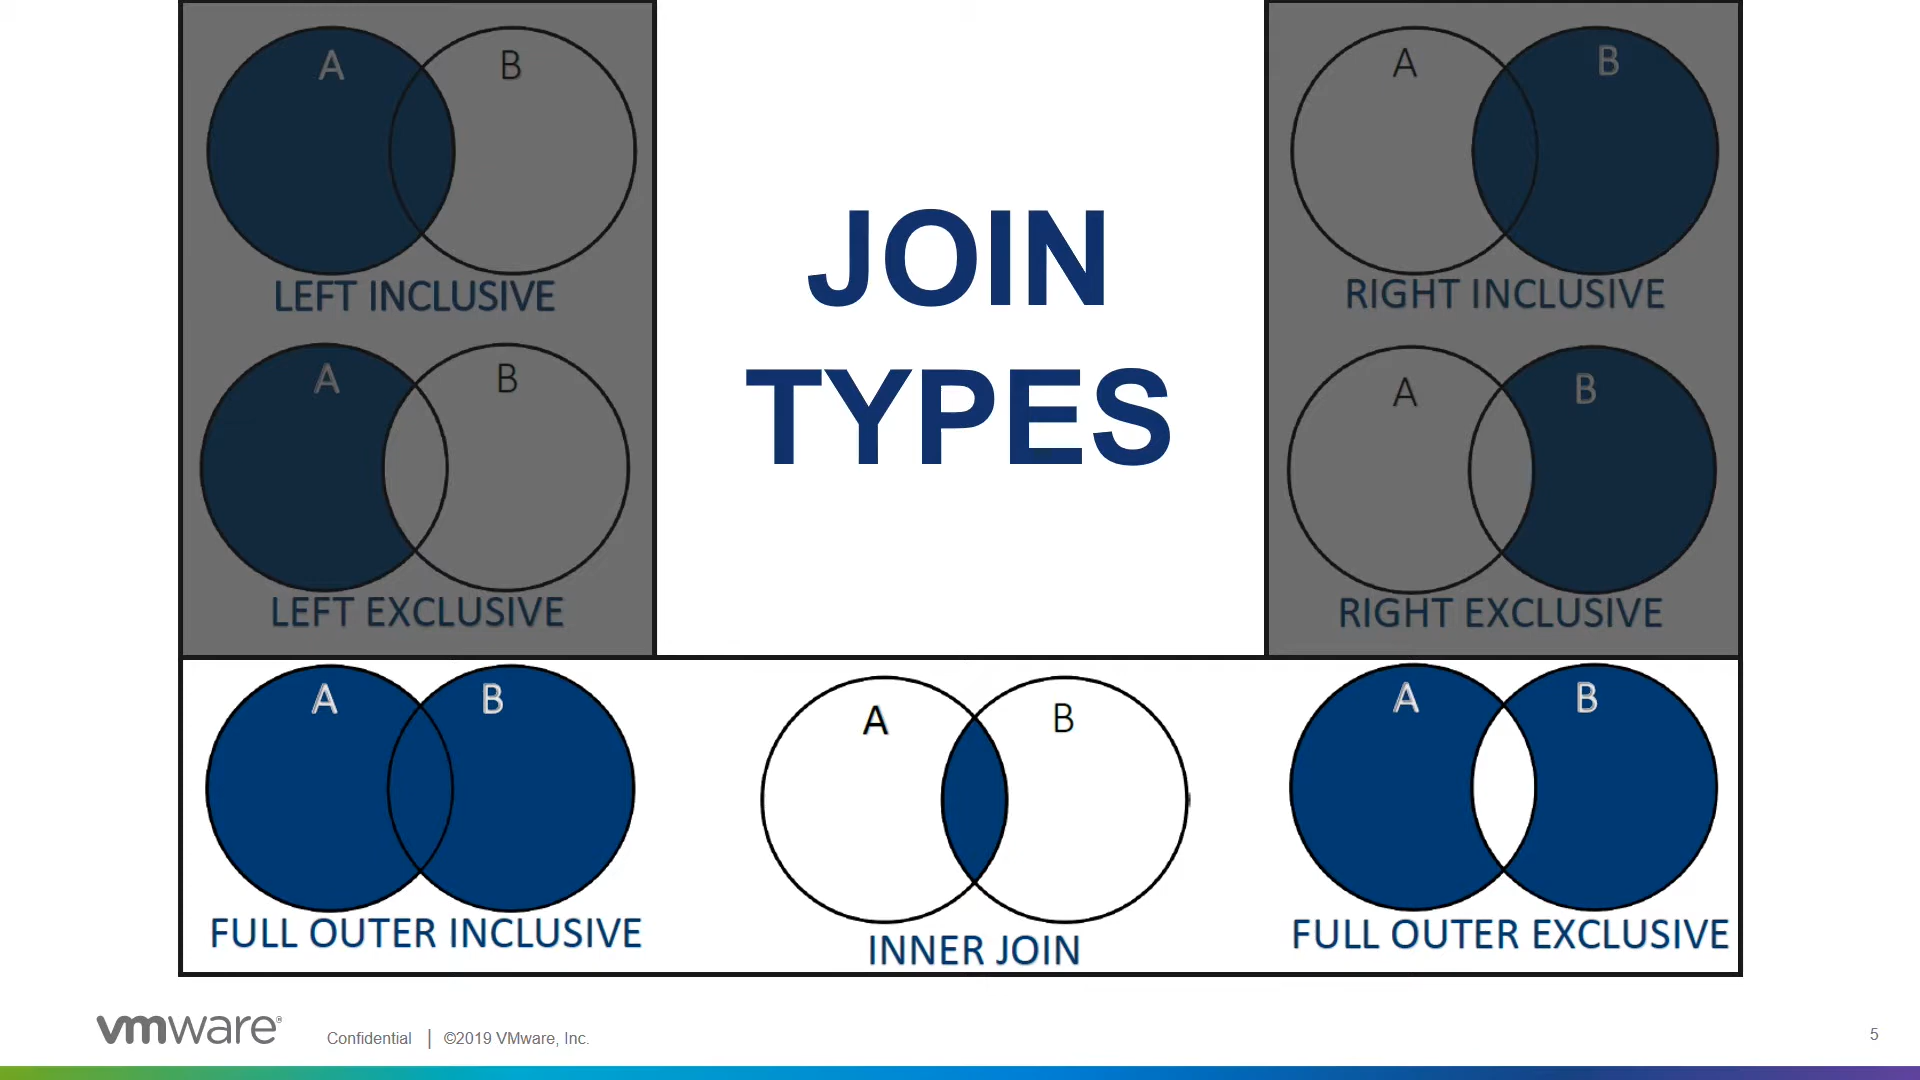 A B
LEFT INCLUSIVE
A B
LEFT EXCLUSIVE
JOIN
TYPES
A B
RIGHT INCLUSIVE
A B
RIGHT EXCLUSIVE
A B
FULL OUTER INCLUSIVE
A B
INNER JOIN
A B
FULL OUTER EXCLUSIVE
vmware®
Confidential | ©2019 VMware, Inc.
5